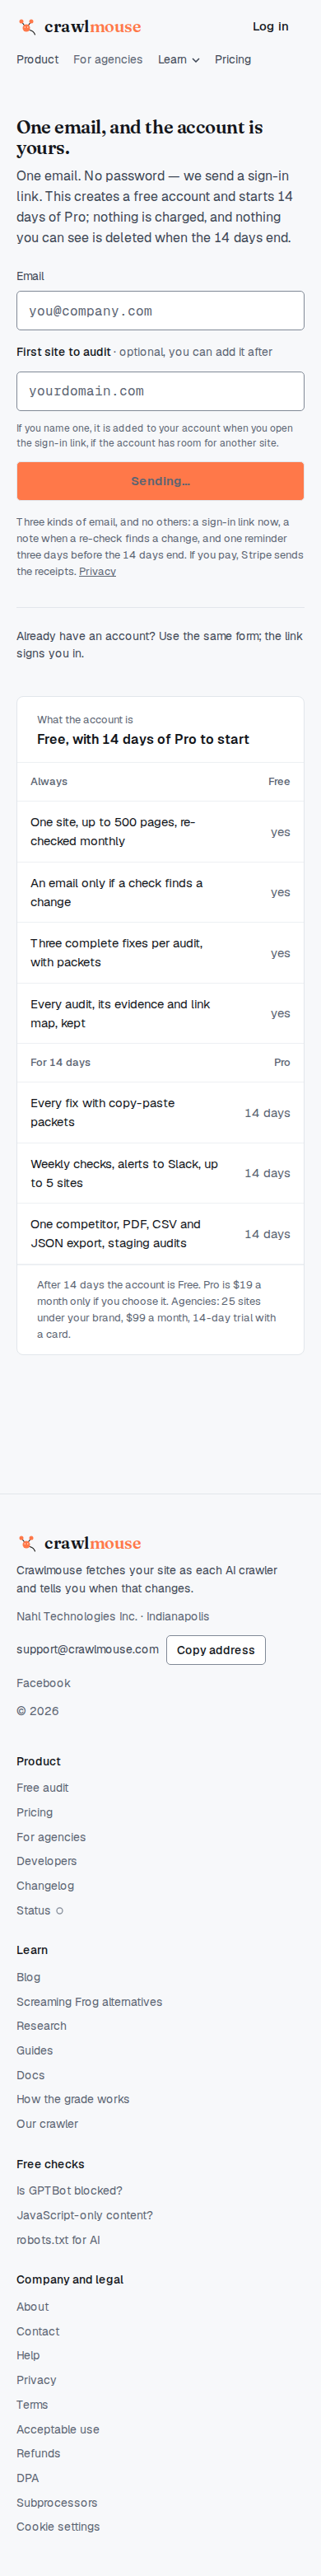 crawlmouse
Log in
Product For agencies Learn Pricing
One email, and the account is
yours.
One email. No password — we send a sign-in
link. This creates a free account and starts 14
days of Pro; nothing is charged, and nothing
you can see is deleted when the 14 days end.
Email
you@company.com
First site to audit · optional, you can add it after
yourdomain.com
If you name one, it is added to your account when you open
the sign-in link, if the account has room for another site.
Sending…
Three kinds of email, and no others: a sign-in link now, a
note when a re-check finds a change, and one reminder
three days before the 14 days end. If you pay, Stripe sends
the receipts. Privacy
Already have an account? Use the same form; the link
signs you in.
What the account is
Free, with 14 days of Pro to start
Always Free
One site, up to 500 pages, re-
checked monthly
yes
An email only if a check finds a
change
yes
Three complete fixes per audit,
with packets
yes
Every audit, its evidence and link
map, kept
yes
For 14 days Pro
Every fix with copy-paste
packets
14 days
Weekly checks, alerts to Slack, up
to 5 sites
14 days
One competitor, PDF, CSV and
JSON export, staging audits
14 days
After 14 days the account is Free. Pro is $19 a
month only if you choose it. Agencies: 25 sites
under your brand, $99 a month, 14-day trial with
a card.
crawlmouse
Crawlmouse fetches your site as each AI crawler
and tells you when that changes.
Nahl Technologies Inc. · Indianapolis
support@crawlmouse.com Copy address
Facebook
© 2026
Product
Free audit
Pricing
For agencies
Developers
Changelog
Status
Learn
Blog
Screaming Frog alternatives
Research
Guides
Docs
How the grade works
Our crawler
Free checks
Is GPTBot blocked?
JavaScript-only content?
robots.txt for AI
Company and legal
About
Contact
Help
Privacy
Terms
Acceptable use
Refunds
DPA
Subprocessors
Cookie settings